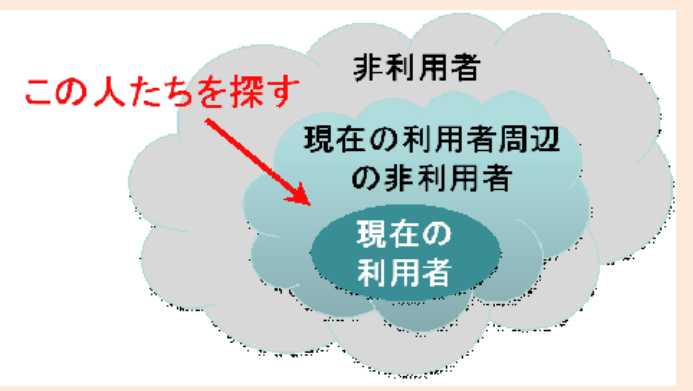 非利用者
この人たちを探す
現在の利用者周辺
の非利用者
現在の
利用者